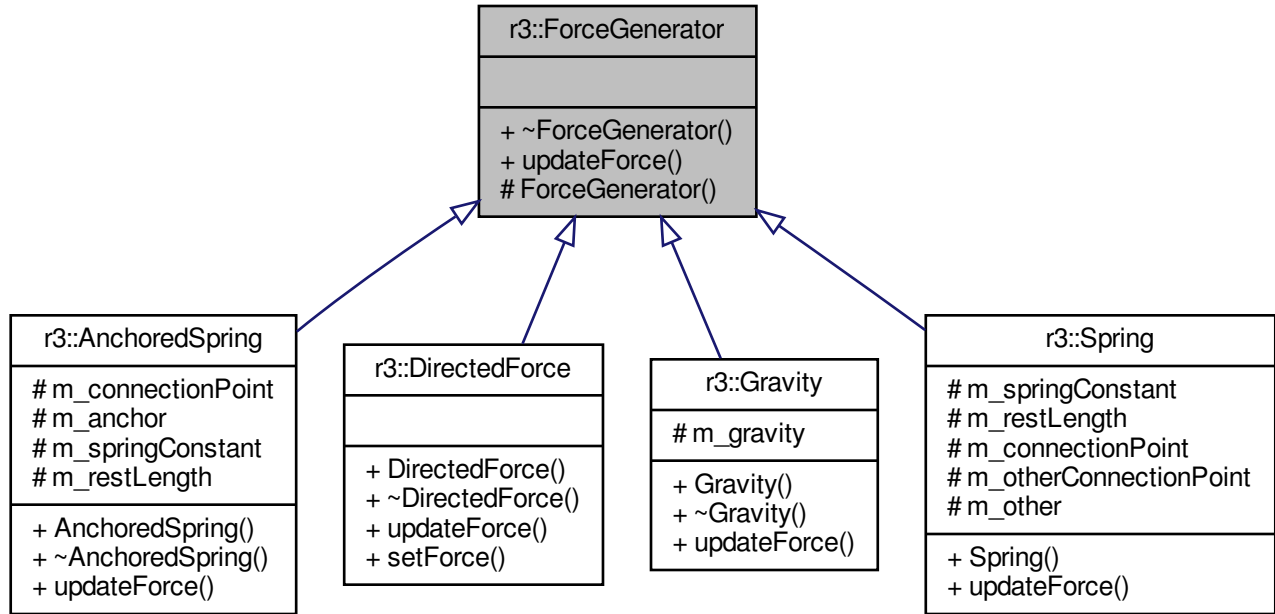 r3::ForceGenerator
+ ~ForceGenerator()
+ updateForce()
# ForceGenerator()
r3::AnchoredSpring
# m_connectionPoint
# m_anchor
# m_springConstant
# m_restLength
+ AnchoredSpring()
+ ~AnchoredSpring()
+ updateForce()
r3::DirectedForce
+ DirectedForce()
+ ~DirectedForce()
+ updateForce()
+ setForce()
r3::Gravity
# m_gravity
+ Gravity()
+ ~Gravity()
+ updateForce()
r3::Spring
# m_springConstant
# m_restLength
# m_connectionPoint
# m_otherConnectionPoint
# m_other
+ Spring()
+ updateForce()